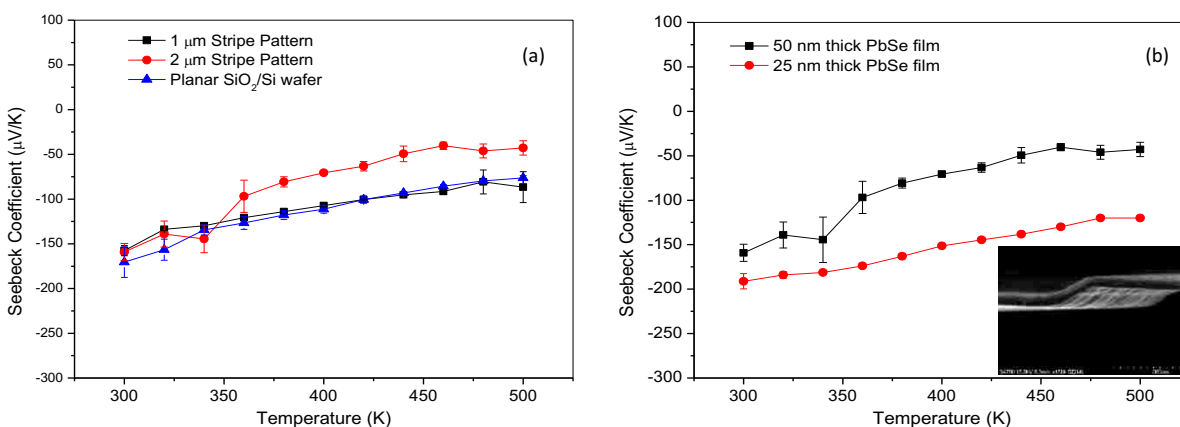 100
50
0
-50
-100
-150
-200
-250
-300
Seebeck Coefficient (μV/K)
1 μm Stripe Pattern
2 μm Stripe Pattern
Planar SiO₂/Si wafer
(a)
300
350
400
450
500
Temperature (K)
100
50
0
-50
-100
-150
-200
-250
-300
Seebeck Coefficient (μV/K)
50 nm thick PbSe film
25 nm thick PbSe film
(b)
300
350
400
450
500
Temperature (K)